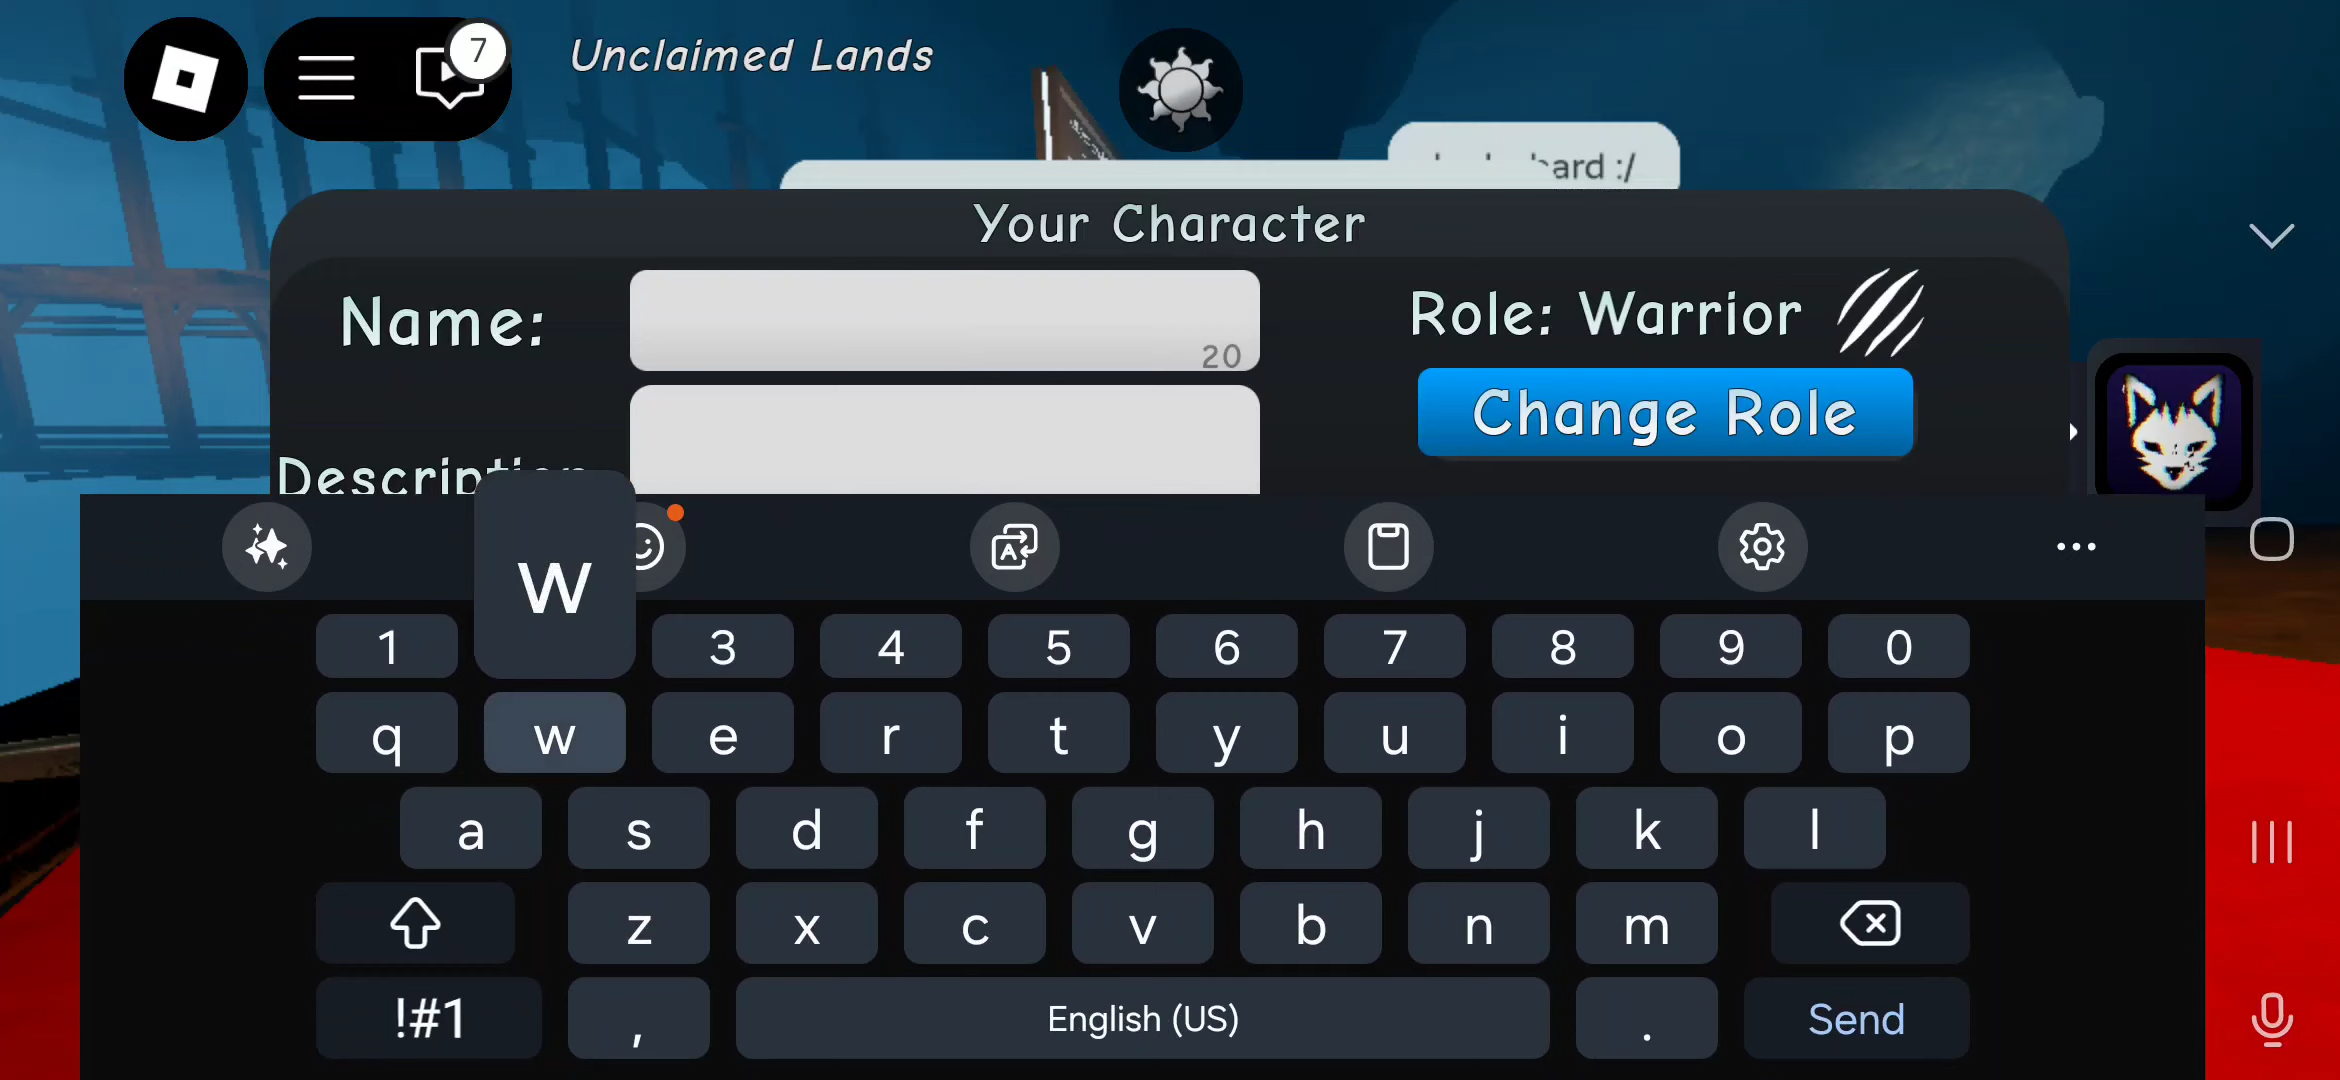 7
Unclaimed Lands
:/
Your Character
Name:
20
Role: Warrior
Change Role
w
1 3 4 5 6 7 8 9 0
q w e r t y u i o p
a s d f g h j k l
z x c v b n m
!#1 , English (US) . Send